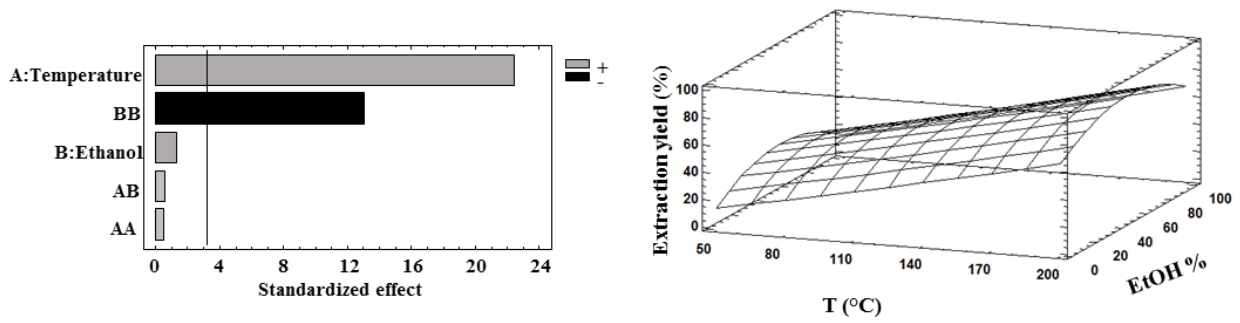 A:Temperature
BB
B:Ethanol
AB
AA
0 4 8 12 16 20 24
Standardized effect
+
-
Extraction yield (%)
100
80
60
40
20
0
50 80 110 140 170 200
T (°C)
0 20 40 60 80 100
EtOH %